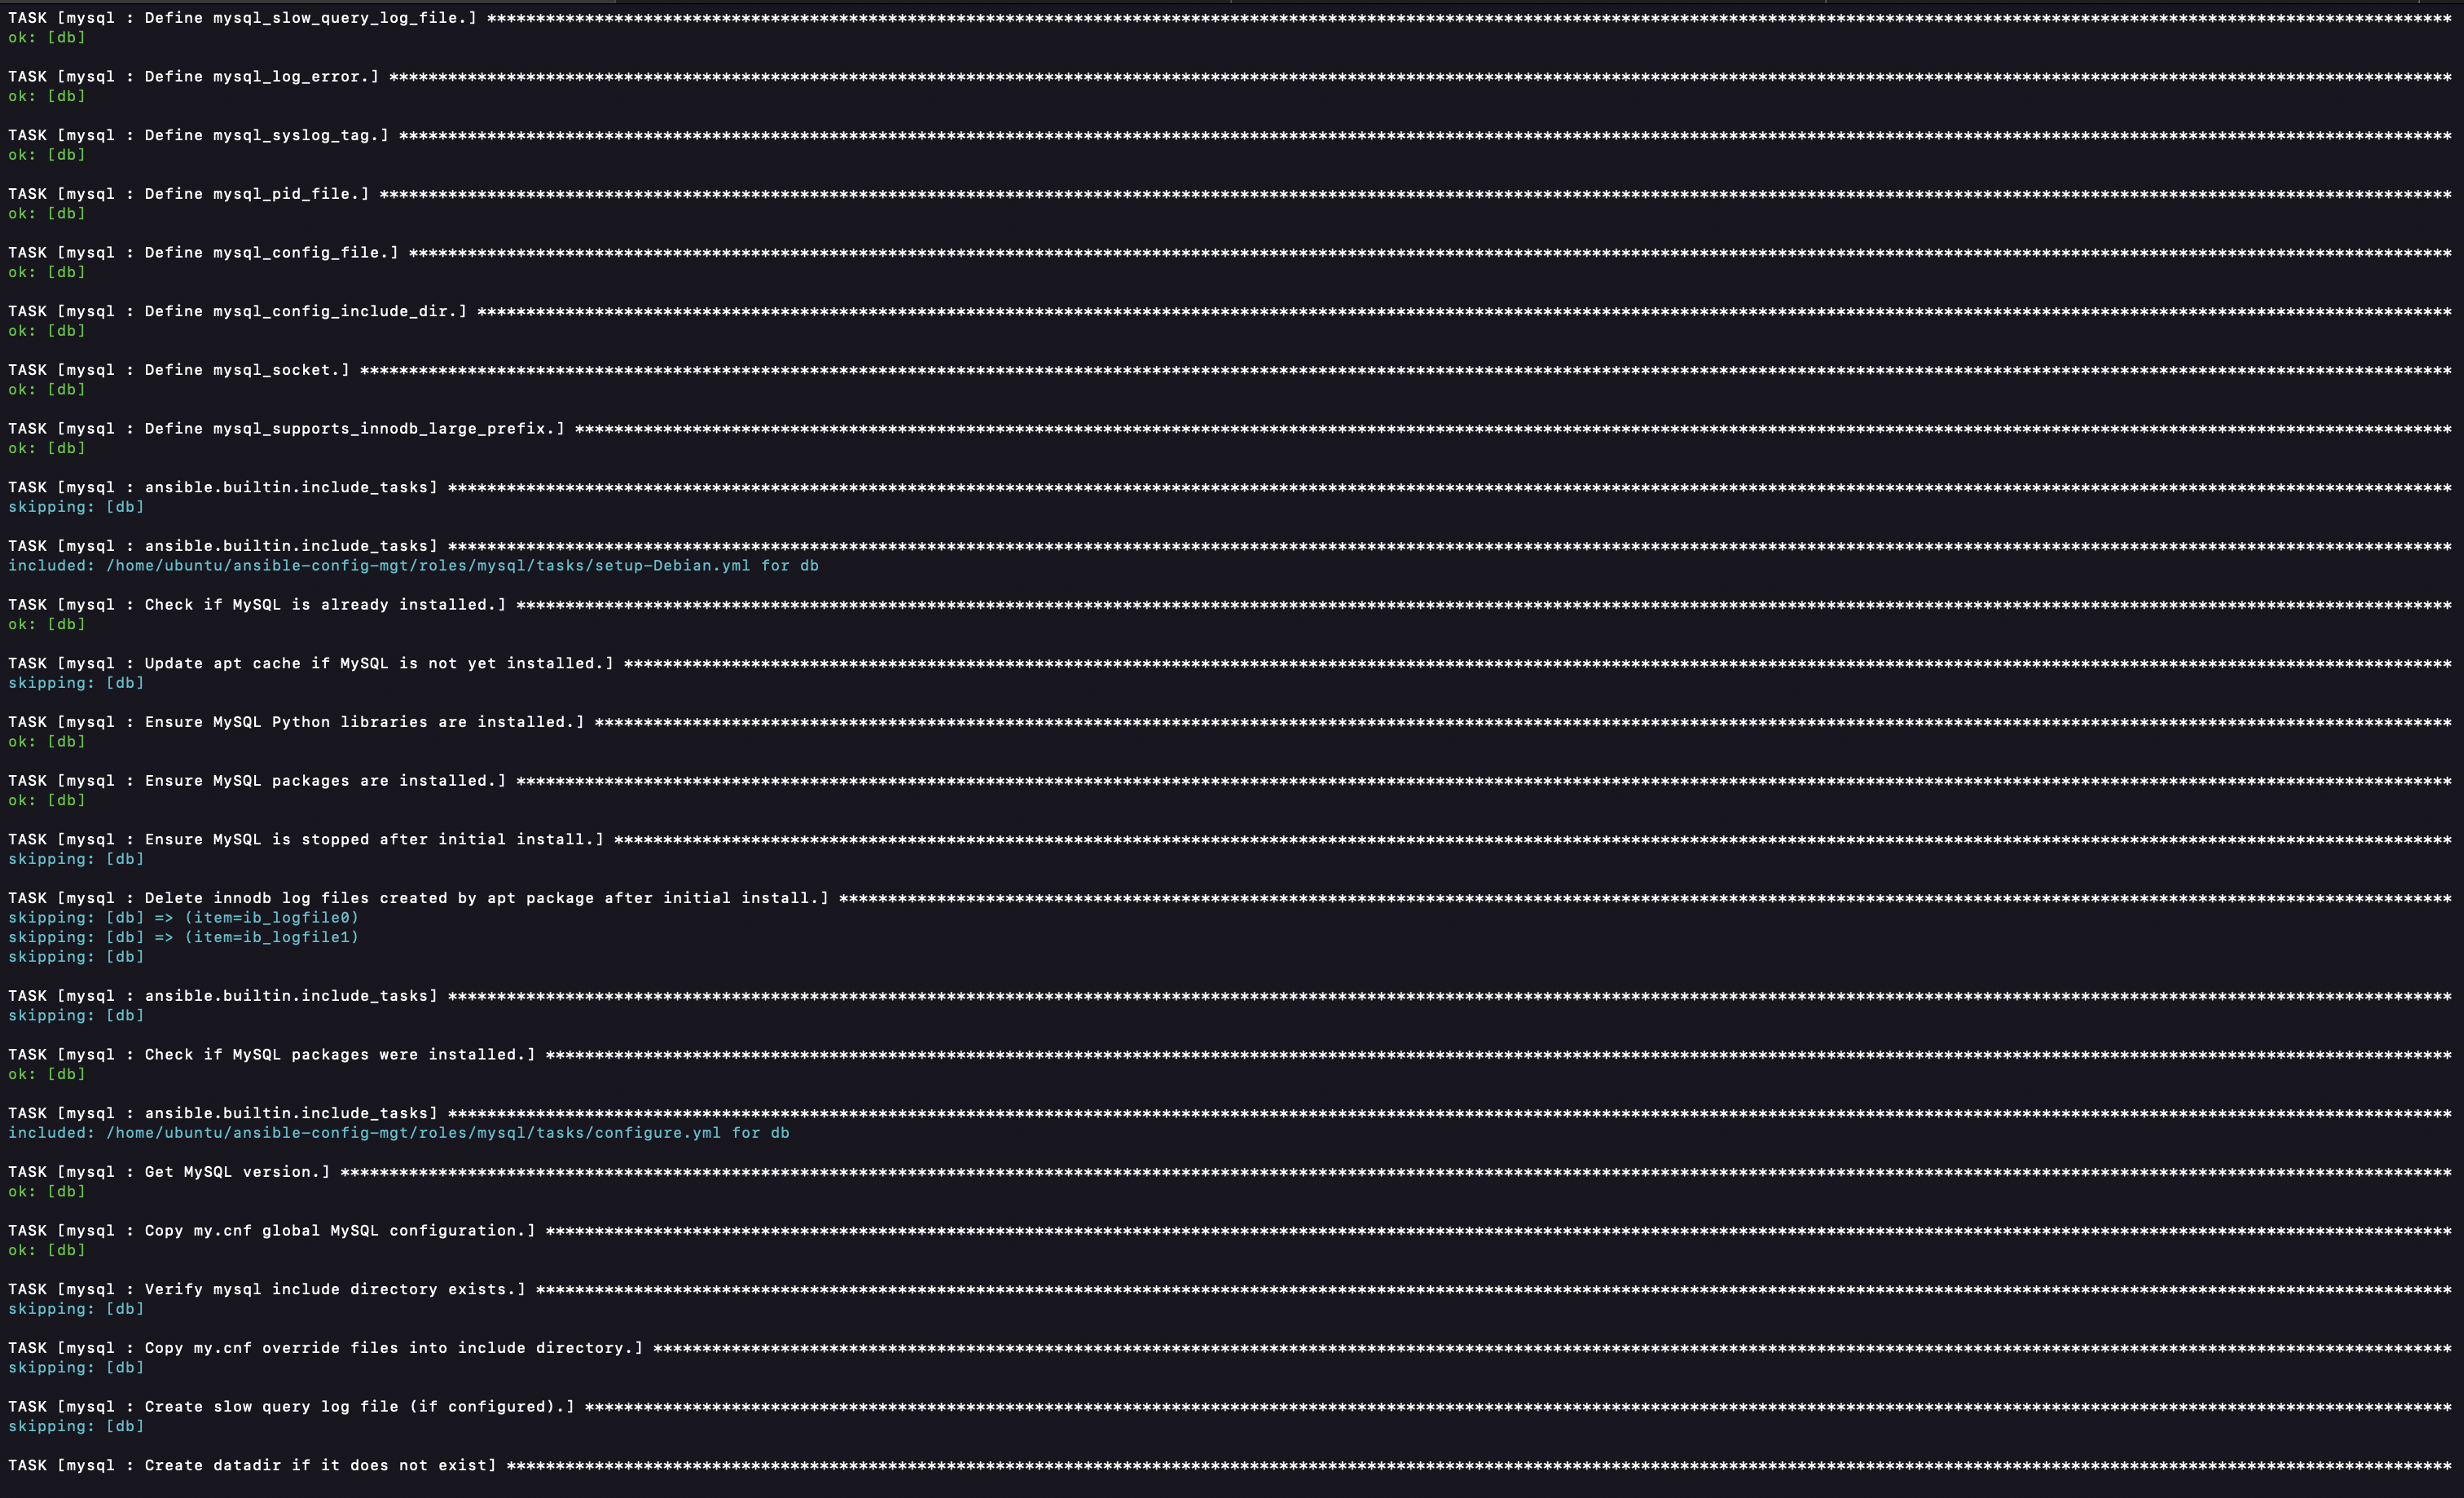 TASK [mysql : Define mysql_slow_query_log_file.] ****************************************************************************************************
ok: [db]
TASK [mysql : Define mysql_log_error.] ****************************************************************************************************
ok: [db]
TASK [mysql : Define mysql_syslog_tag.] ****************************************************************************************************
ok: [db]
TASK [mysql : Define mysql_pid_file.] ****************************************************************************************************
ok: [db]
TASK [mysql : Define mysql_config_file.] ****************************************************************************************************
ok: [db]
TASK [mysql : Define mysql_config_include_dir.] ****************************************************************************************************
ok: [db]
TASK [mysql : Define mysql_socket.] ****************************************************************************************************
ok: [db]
TASK [mysql : Define mysql_supports_innodb_large_prefix.] ****************************************************************************************************
ok: [db]
TASK [mysql : ansible.builtin.include_tasks] ****************************************************************************************************
skipping: [db]
TASK [mysql : ansible.builtin.include_tasks] ****************************************************************************************************
included: /home/ubuntu/ansible-config-mgt/roles/mysql/tasks/setup-Debian.yml for db
TASK [mysql : Check if MySQL is already installed.] ****************************************************************************************************
ok: [db]
TASK [mysql : Update apt cache if MySQL is not yet installed.] ****************************************************************************************************
skipping: [db]
TASK [mysql : Ensure MySQL Python libraries are installed.] ****************************************************************************************************
ok: [db]
TASK [mysql : Ensure MySQL packages are installed.] ****************************************************************************************************
ok: [db]
TASK [mysql : Ensure MySQL is stopped after initial install.] ****************************************************************************************************
skipping: [db]
TASK [mysql : Delete innodb log files created by apt package after initial install.] ****************************************************************************************************
skipping: [db] => (item=ib_logfile0)
skipping: [db] => (item=ib_logfile1)
skipping: [db]
TASK [mysql : ansible.builtin.include_tasks] ****************************************************************************************************
skipping: [db]
TASK [mysql : Check if MySQL packages were installed.] ****************************************************************************************************
ok: [db]
TASK [mysql : ansible.builtin.include_tasks] ****************************************************************************************************
included: /home/ubuntu/ansible-config-mgt/roles/mysql/tasks/configure.yml for db
TASK [mysql : Get MySQL version.] ****************************************************************************************************
ok: [db]
TASK [mysql : Copy my.cnf global MySQL configuration.] ****************************************************************************************************
ok: [db]
TASK [mysql : Verify mysql include directory exists.] ****************************************************************************************************
skipping: [db]
TASK [mysql : Copy my.cnf override files into include directory.] ****************************************************************************************************
skipping: [db]
TASK [mysql : Create slow query log file (if configured).] ****************************************************************************************************
skipping: [db]
TASK [mysql : Create datadir if it does not exist] ****************************************************************************************************